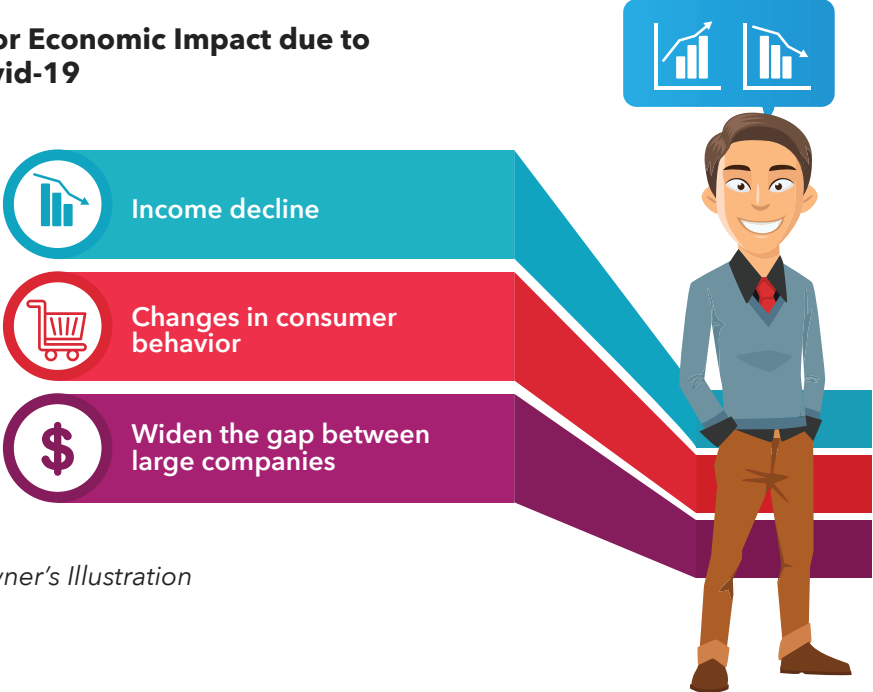 or Economic Impact due to
vid-19
Income decline
Changes in consumer
behavior
Widen the gap between
large companies
$
ner's Illustration